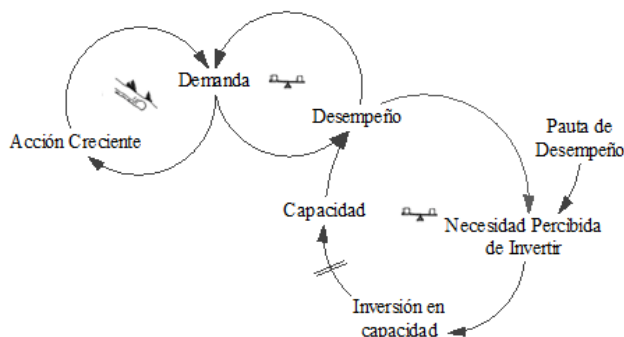 Demanda
Desempeño
Acción Creciente
Pauta de
Desempeño
Capacidad
Necesidad Percibida
de Invertir
Inversión en
capacidad